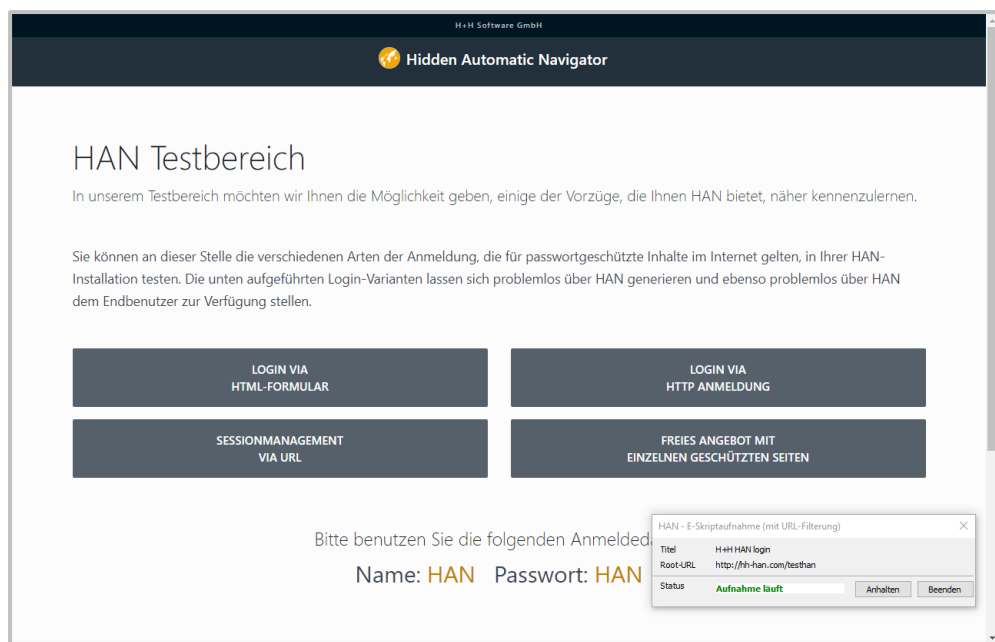 H+H Software GmbH
Hidden Automatic Navigator
HAN Testbereich
In unserem Testbereich möchten wir Ihnen die Möglichkeit geben, einige der Vorzüge, die Ihnen HAN bietet, näher kennenzulernen.
Sie können an dieser Stelle die verschiedenen Arten der Anmeldung, die für passwortgeschützte Inhalte im Internet gelten, in Ihrer HAN-
Installation testen. Die unten aufgeführten Login-Varianten lassen sich problemlos über HAN generieren und ebenso problemlos über HAN
dem Endbenutzer zur Verfügung stellen.
LOGIN VIA
HTML-FORMULAR
LOGIN VIA
HTTP ANMELDUNG
SESSIONMANAGEMENT
VIA URL
FREIES ANGEBOT MIT
EINZELNEN GESCHÜTZTEN SEITEN
Bitte benutzen Sie die folgenden Anmelded
Name: HAN Passwort: HAN
HAN - E-Skriptaufnahme (mit URL-Filterung)
Titel H+H HAN login
Root-URL http://hh-han.com/testhan
Status Aufnahme läuft Anhalten Beenden